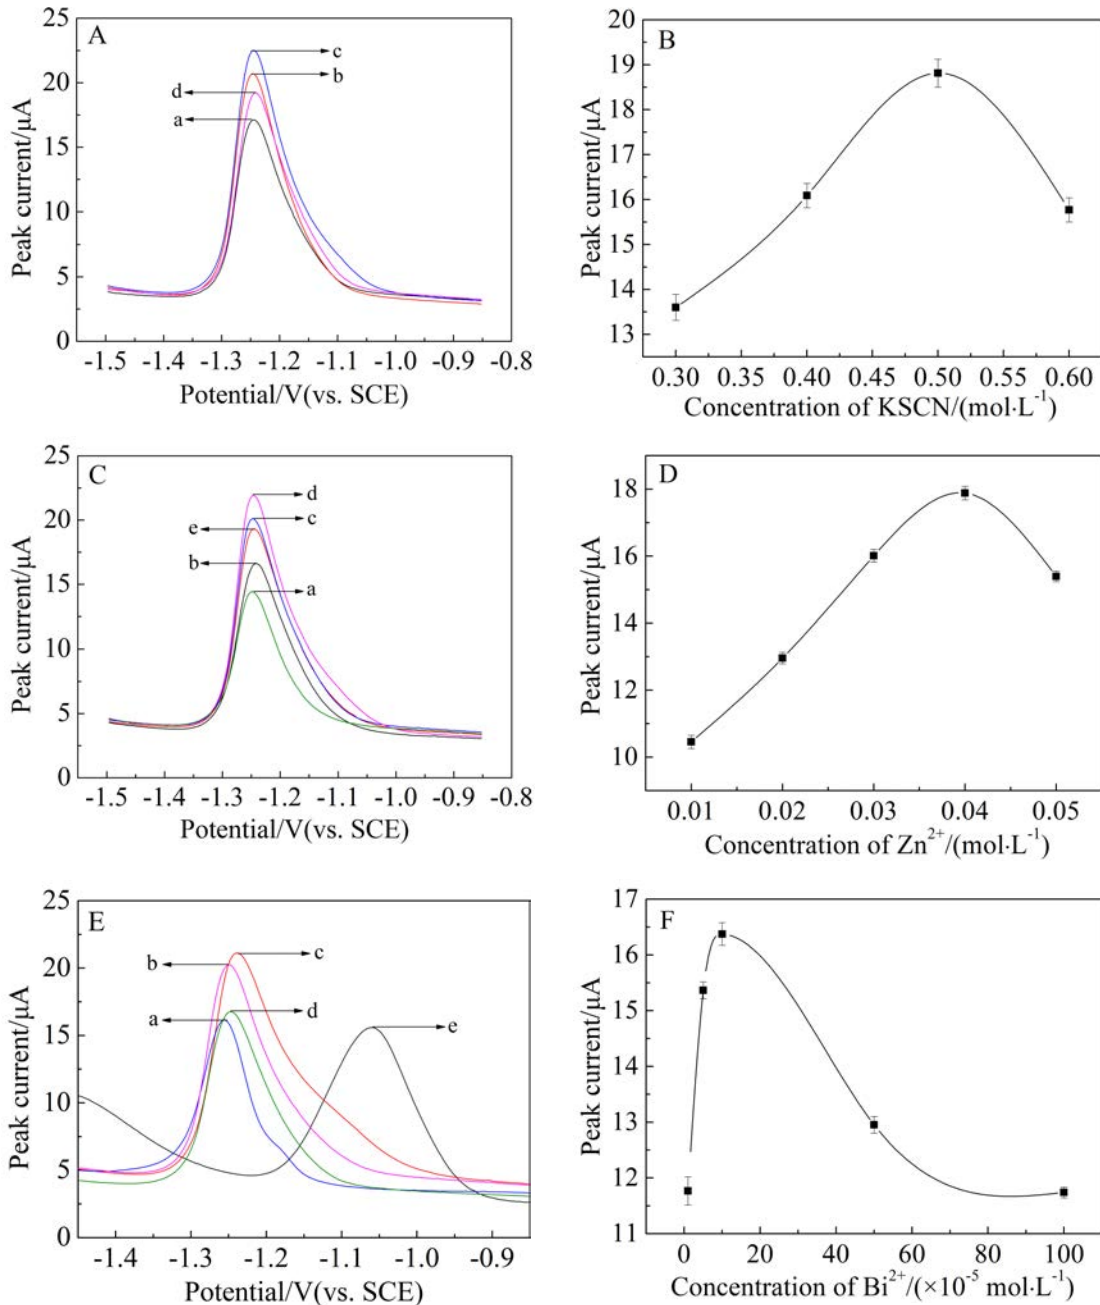 A
25
20
15
10
5
0
Peak current/μA
c
b
d
a
-1.5 -1.4 -1.3 -1.2 -1.1 -1.0 -0.9 -0.8
Potential/V(vs. SCE)
B
20
19
18
17
16
15
14
13
Peak current/μA
0.30 0.35 0.40 0.45 0.50 0.55 0.60
Concentration of KSCN/(mol·L⁻¹)
C
25
20
15
10
5
0
Peak current/μA
d
c
e
b
a
-1.5 -1.4 -1.3 -1.2 -1.1 -1.0 -0.9 -0.8
Potential/V(vs. SCE)
D
18
16
14
12
10
Peak current/μA
0.01 0.02 0.03 0.04 0.05
Concentration of Zn²⁺/(mol·L⁻¹)
E
25
20
15
10
5
0
Peak current/μA
c
b
d
a
e
-1.4 -1.3 -1.2 -1.1 -1.0 -0.9
Potential/V(vs. SCE)
F
17
16
15
14
13
12
11
Peak current/μA
0 20 40 60 80 100
Concentration of Bi²⁺/(×10⁻⁵ mol·L⁻¹)